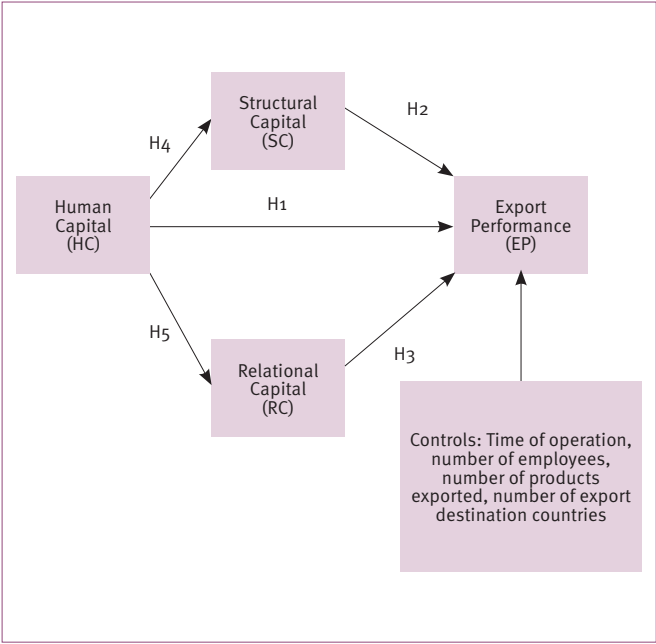 Structural
Capital
(SC)
H2
H4
Human
Capital
(HC)
H1
Export
Performance
(EP)
H5
Relational
Capital
(RC)
H3
Controls: Time of operation,
number of employees,
number of products
exported, number of export
destination countries